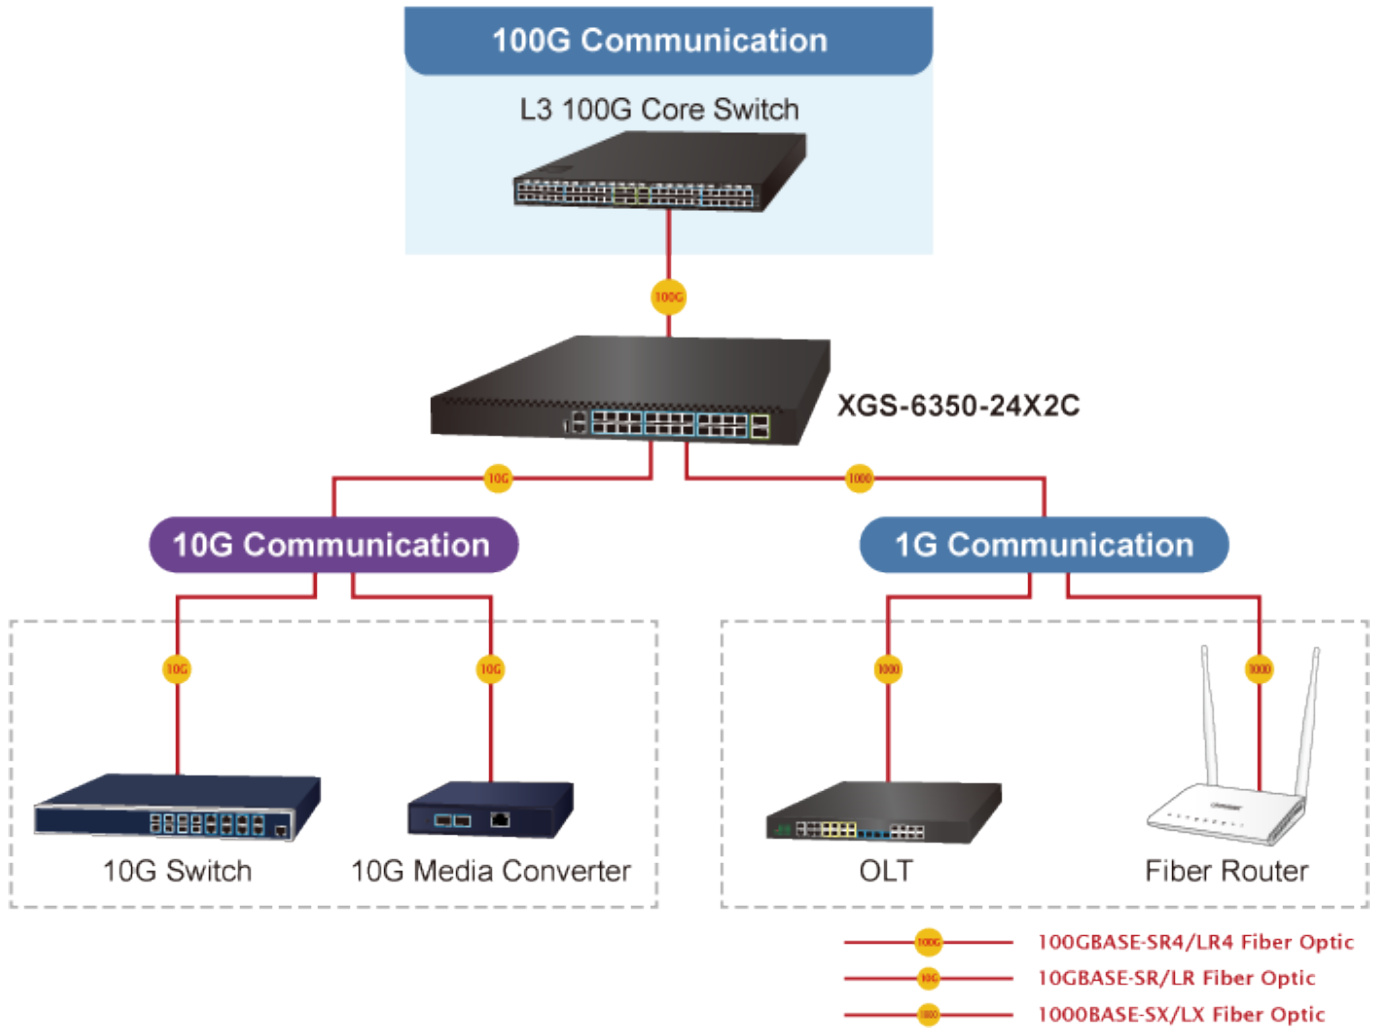 100G Communication
L3 100G Core Switch
100G
XGS-6350-24X2C
10G
1000
10G Communication
1G Communication
10G
10G
1000
1000
10G Switch
10G Media Converter
OLT
Fiber Router
100G
100GBASE-SR4/LR4 Fiber Optic
10G
10GBASE-SR/LR Fiber Optic
1000
1000BASE-SX/LX Fiber Optic